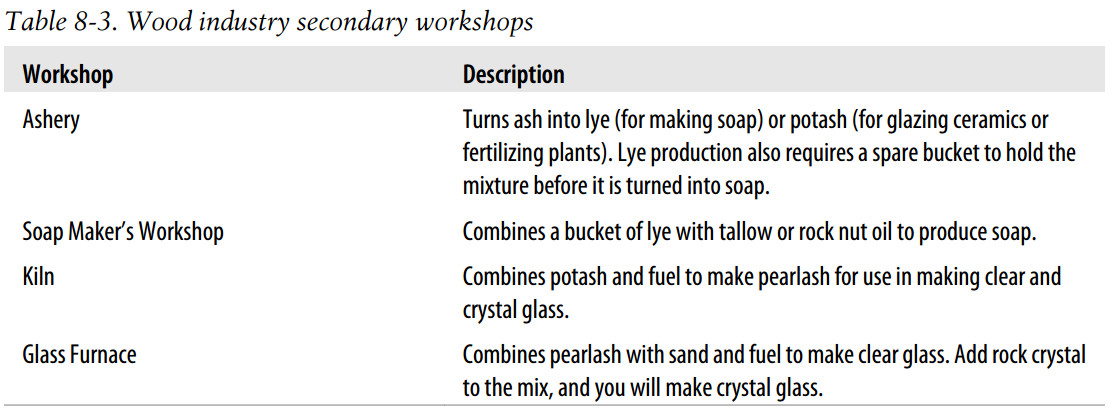 Table 8-3. Wood industry secondary workshops
Workshop Description
Ashery Turns ash into lye (for making soap) or potash (for glazing ceramics or
fertilizing plants). Lye production also requires a spare bucket to hold the
mixture before it is turned into soap.
Soap Maker’s Workshop Combines a bucket of lye with tallow or rock nut oil to produce soap.
Kiln Combines potash and fuel to make pearlash for use in making clear and
crystal glass.
Glass Furnace Combines pearlash with sand and fuel to make clear glass. Add rock crystal
to the mix, and you will make crystal glass.